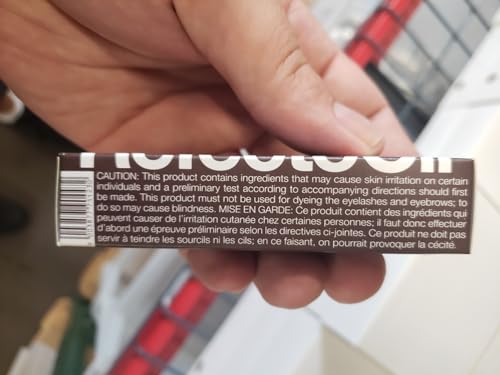 CAUTION: This product contains ingredients that may cause skin irritation on certain
individuals and a preliminary test according to accompanying directions should first
be made. This product must not be used for dyeing the eyelashes and eyebrows; to
do so may cause blindness. MISE EN GARDE: Ce produit contient des ingrédients qui
peuvent causer de l'irritation cutanée chez certaines personnes; il faut donc effectuer
d'abord une épreuve préliminaire selon les directives ci-jointes. Ce produit ne doit pas
servir à teindre les sourcils ni les cils; en ce faisant, on pourrait provoquer la cécité.